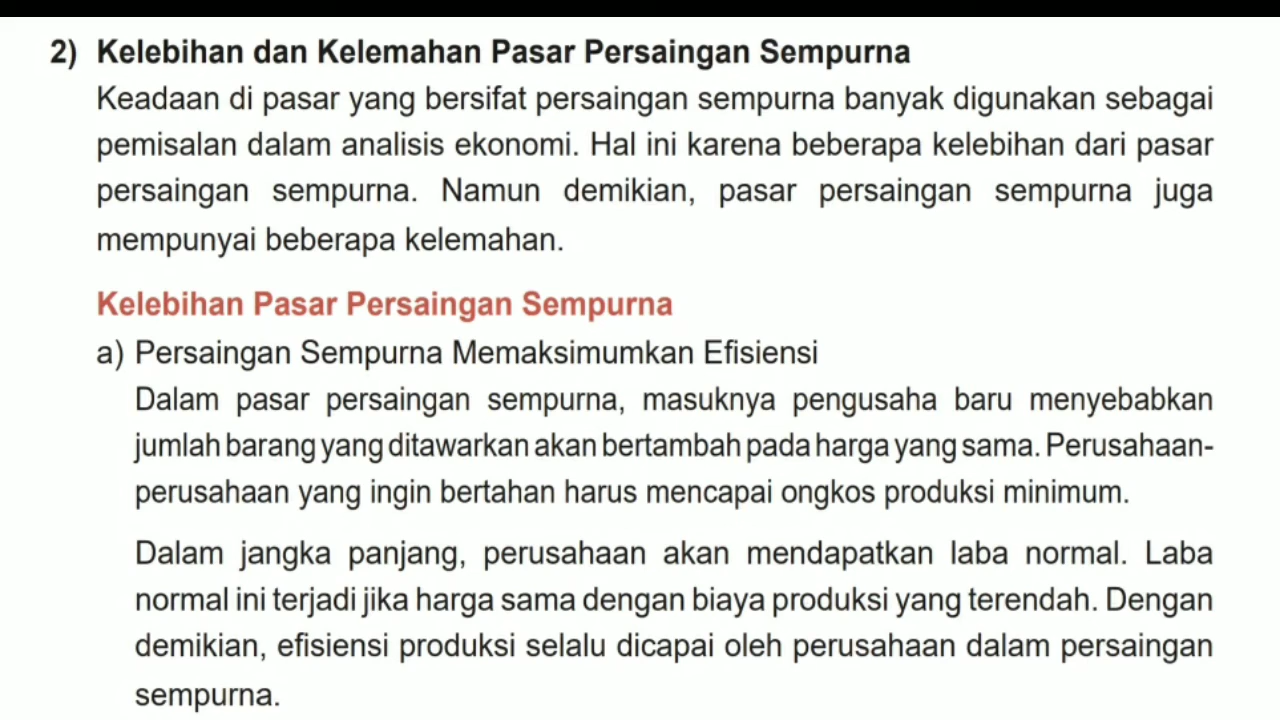 2) Kelebihan dan Kelemahan Pasar Persaingan Sempurna
Keadaan di pasar yang bersifat persaingan sempurna banyak digunakan sebagai
pemisalan dalam analisis ekonomi. Hal ini karena beberapa kelebihan dari pasar
persaingan sempurna. Namun demikian, pasar persaingan sempurna juga
mempunyai beberapa kelemahan.
Kelebihan Pasar Persaingan Sempurna
a) Persaingan Sempurna Memaksimumkan Efisiensi
Dalam pasar persaingan sempurna, masuknya pengusaha baru menyebabkan
jumlah barang yang ditawarkan akan bertambah pada harga yang sama. Perusahaan-
perusahaan yang ingin bertahan harus mencapai ongkos produksi minimum.
Dalam jangka panjang, perusahaan akan mendapatkan laba normal. Laba
normal ini terjadi jika harga sama dengan biaya produksi yang terendah. Dengan
demikian, efisiensi produksi selalu dicapai oleh perusahaan dalam persaingan
sempurna.